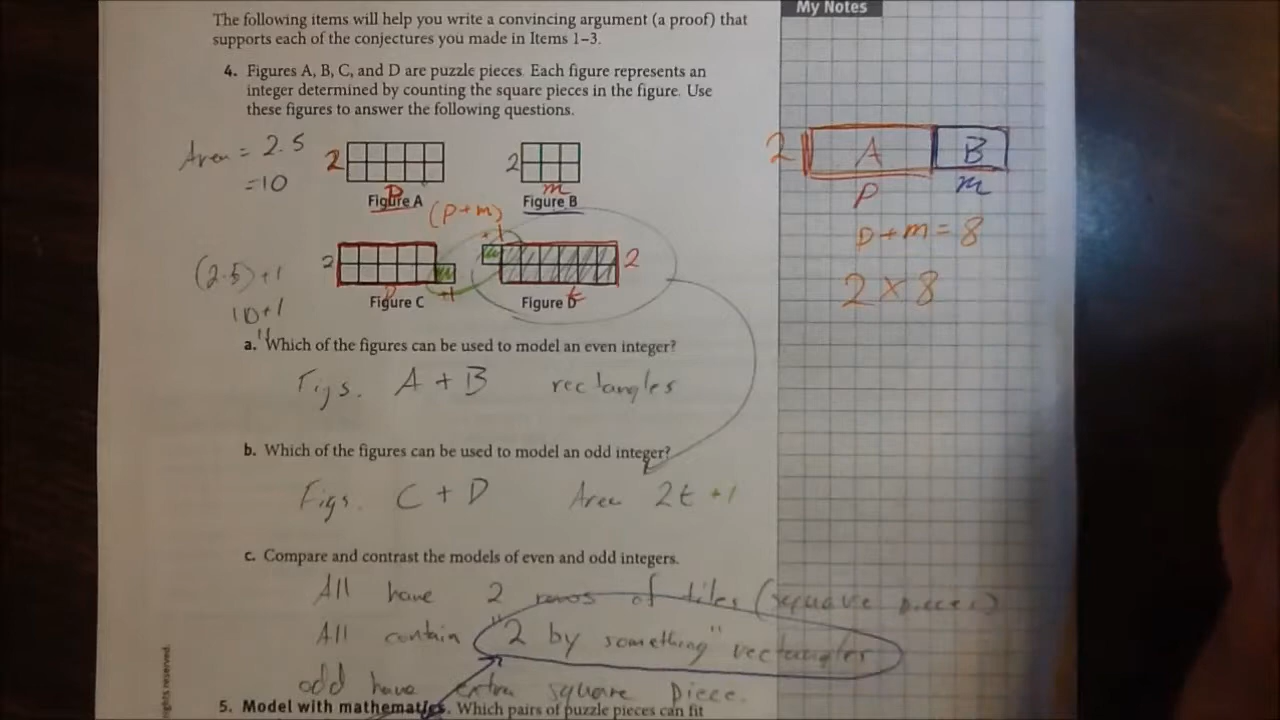 My Notes
The following items will help you write a convincing argument (a proof) that
supports each of the conjectures you made in Items 1–3.
4. Figures A, B, C, and D are puzzle pieces. Each figure represents an
integer determined by counting the square pieces in the figure. Use
these figures to answer the following questions.
Area = 2·5
=10
2
P
Figure A
2
m
Figure B
2
A
B
P
m
(p+m)
P+m=8
2 × 8
(2·5)+1
10+1
11
2
P
+1
Figure C
+1
2
t
Figure D
a. Which of the figures can be used to model an even integer?
Figs. A + B rectangles
b. Which of the figures can be used to model an odd integer?
Figs. C + D Area 2t +1
c. Compare and contrast the models of even and odd integers.
All have 2 rows of tiles (square pieces)
All contain "2 by something" rectangles
odd have extra square piece.
5. Model with mathematics. Which pairs of puzzle pieces can fit
ights reserved.